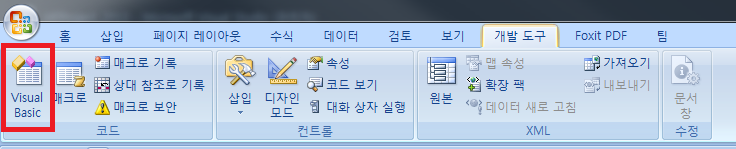 홈 삽입 페이지 레이아웃 수식 데이터 검토 보기 개발 도구 Foxit PDF 팀
Visual
Basic
매크로
매크로 기록
상대 참조로 기록
매크로 보안
코드
삽입
디자인
모드
속성
코드 보기
대화 상자 실행
컨트롤
원본
맵 속성
확장 팩
데이터 새로 고침
가져오기
내보내기
XML
문서
창
수정